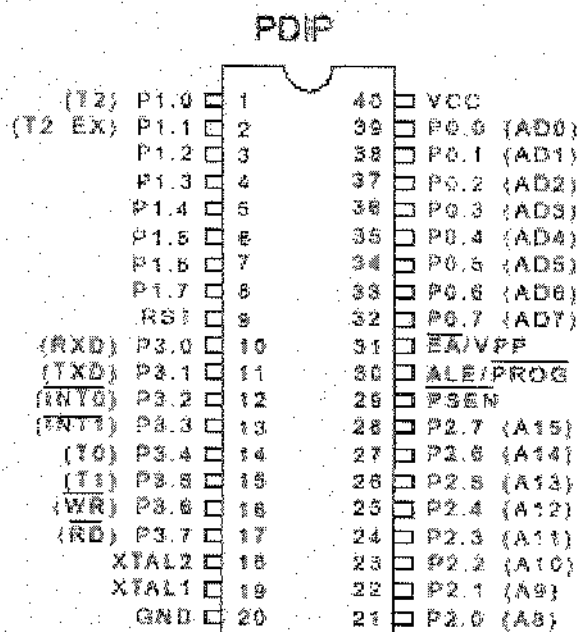 PDIP
(T2) P1.0 1 40 VCC
(T2 EX) P1.1 2 39 P0.0 (AD0)
P1.2 3 38 P0.1 (AD1)
P1.3 4 37 P0.2 (AD2)
P1.4 5 36 P0.3 (AD3)
P1.5 6 35 P0.4 (AD4)
P1.6 7 34 P0.5 (AD5)
P1.7 8 33 P0.6 (AD6)
RST 9 32 P0.7 (AD7)
(RXD) P3.0 10 31 EA/VPP
(TXD) P3.1 11 30 ALE/PROG
(INT0) P3.2 12 29 PSEN
(INT1) P3.3 13 28 P2.7 (A15)
(T0) P3.4 14 27 P2.6 (A14)
(T1) P3.5 15 26 P2.5 (A13)
(WR) P3.6 16 25 P2.4 (A12)
(RD) P3.7 17 24 P2.3 (A11)
XTAL2 18 23 P2.2 (A10)
XTAL1 19 22 P2.1 (A9)
GND 20 21 P2.0 (A8)